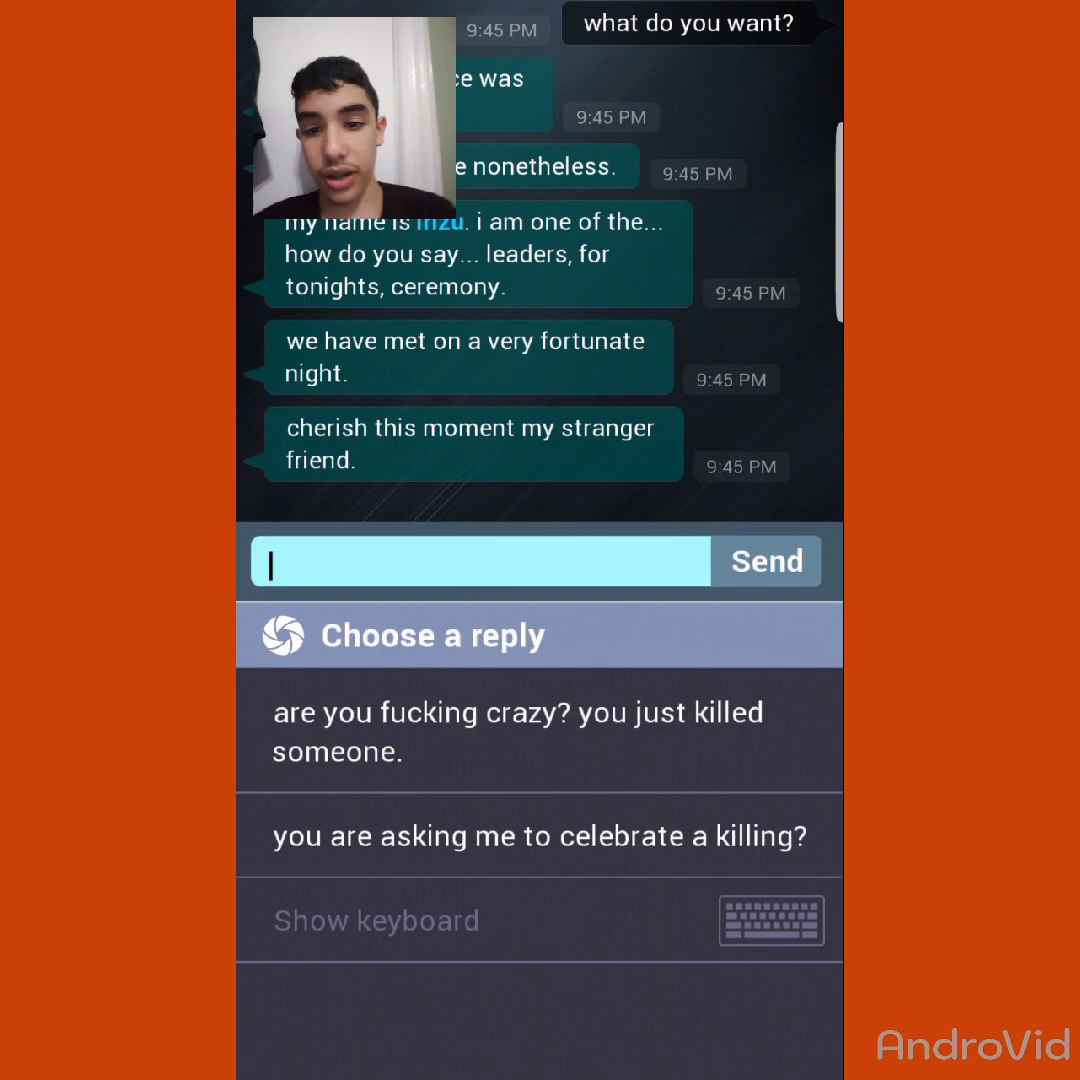 9:45 PM
what do you want?
ce was
9:45 PM
e nonetheless.
9:45 PM
my name is irizu. i am one of the...
how do you say... leaders, for
tonights, ceremony.
9:45 PM
we have met on a very fortunate
night.
9:45 PM
cherish this moment my stranger
friend.
9:45 PM
Send
Choose a reply
are you fucking crazy? you just killed
someone.
you are asking me to celebrate a killing?
Show keyboard
AndroVid